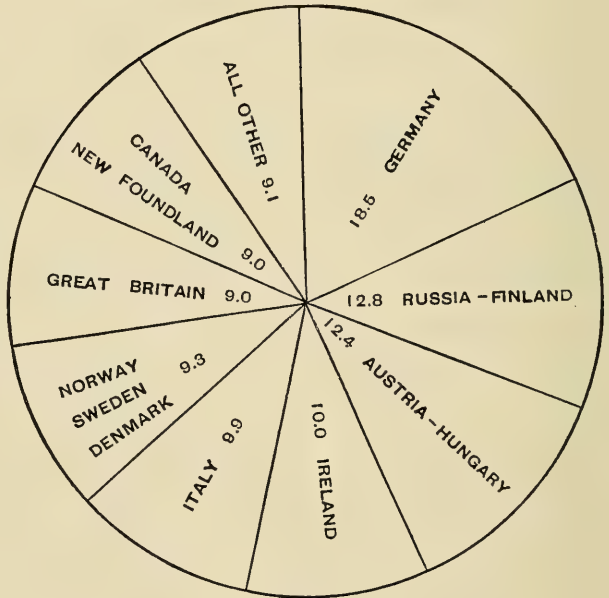 18.5 GERMANY
12.8 RUSSIA-FINLAND
12.4 AUSTRIA-HUNGARY
10.0 IRELAND
ITALY 9.9
NORWAY
SWEDEN 9.3
DENMARK
GREAT BRITAIN 9.0
CANADA
NEW FOUNDLAND 9.0
ALL OTHER 9.1